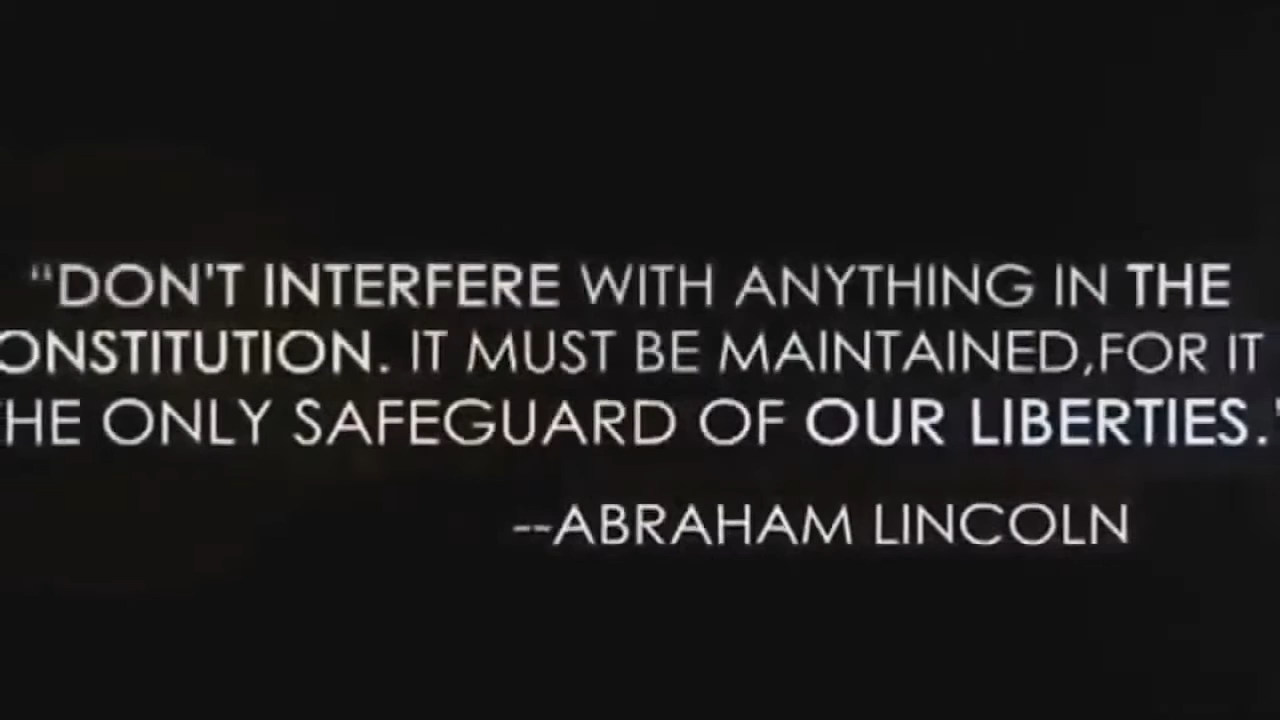 “DON'T INTERFERE WITH ANYTHING IN THE
ONSTITUTION. IT MUST BE MAINTAINED,FOR IT
HE ONLY SAFEGUARD OF OUR LIBERTIES.
--ABRAHAM LINCOLN